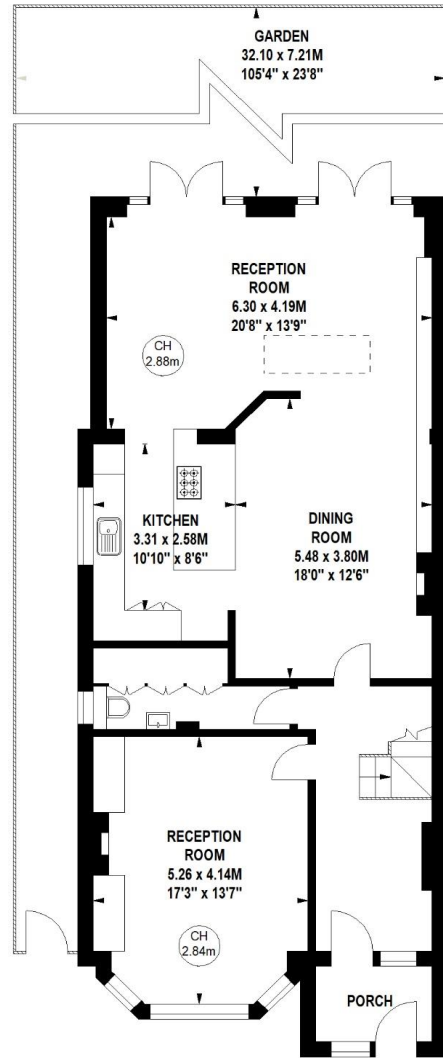 GARDEN
32.10 x 7.21M
105'4" x 23'8"
RECEPTION
ROOM
6.30 x 4.19M
20'8" x 13'9"
CH
2.88m
KITCHEN
3.31 x 2.58M
10'10" x 8'6"
DINING
ROOM
5.48 x 3.80M
18'0" x 12'6"
RECEPTION
ROOM
5.26 x 4.14M
17'3" x 13'7"
CH
2.84m
PORCH